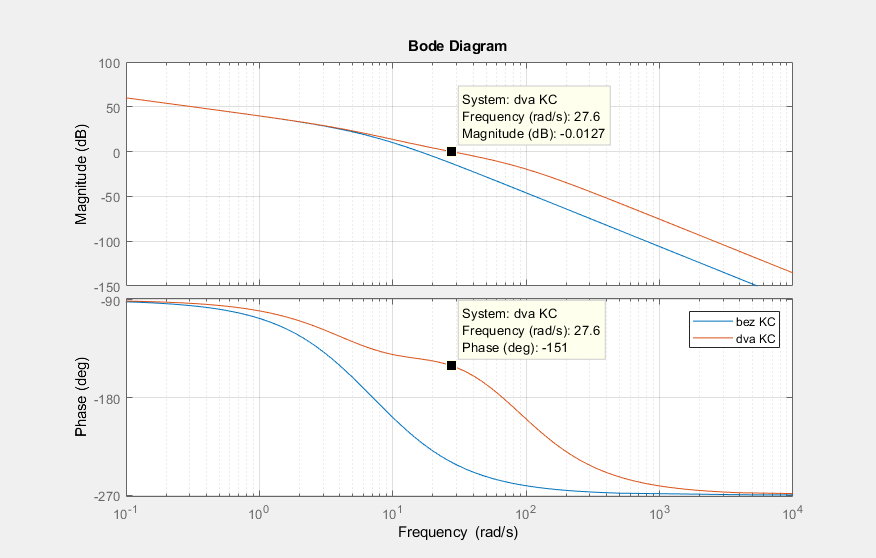 Bode Diagram
100
50
0
-50
-100
-150
Magnitude (dB)
System: dva KC
Frequency (rad/s): 27.6
Magnitude (dB): -0.0127
-90
-180
-270
Phase (deg)
System: dva KC
Frequency (rad/s): 27.6
Phase (deg): -151
bez KC
dva KC
10^-1
10^0
10^1
10^2
10^3
10^4
Frequency (rad/s)